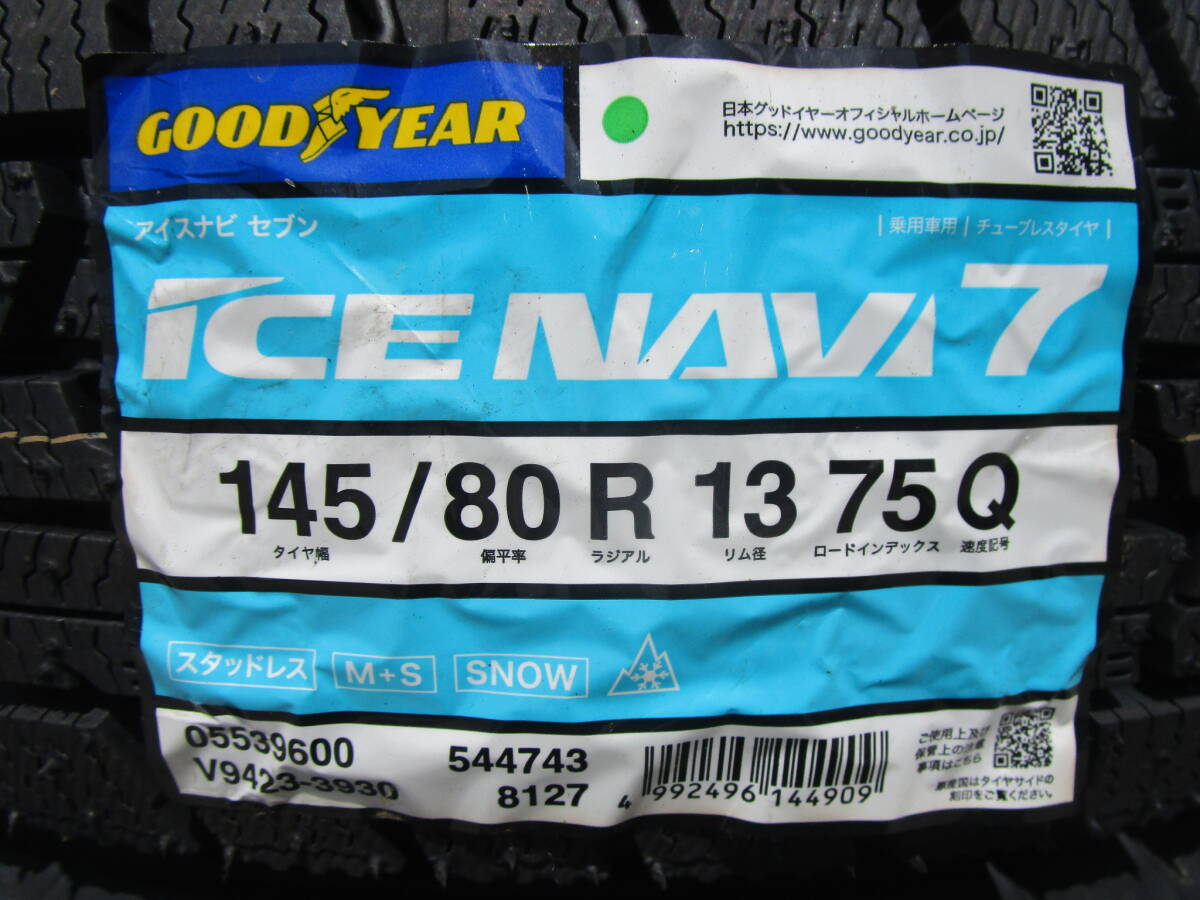 GOODYEAR
日本グッドイヤーオフィシャルホームページ
https://www.goodyear.co.jp/
アイスナビ セブン
| 乗用車用 | チューブレスタイヤ |
ICE NAVI 7
145 / 80 R 13 75 Q
タイヤ幅 偏平率 ラジアル リム径 ロードインデックス 速度記号
スタッドレス M+S SNOW
05539600 544743
V9423-3930 8127
4 992496 144909
ご使用上及び
保管上の注意
事項はこちら
原産国はタイヤサイドの
刻印をご覧ください。